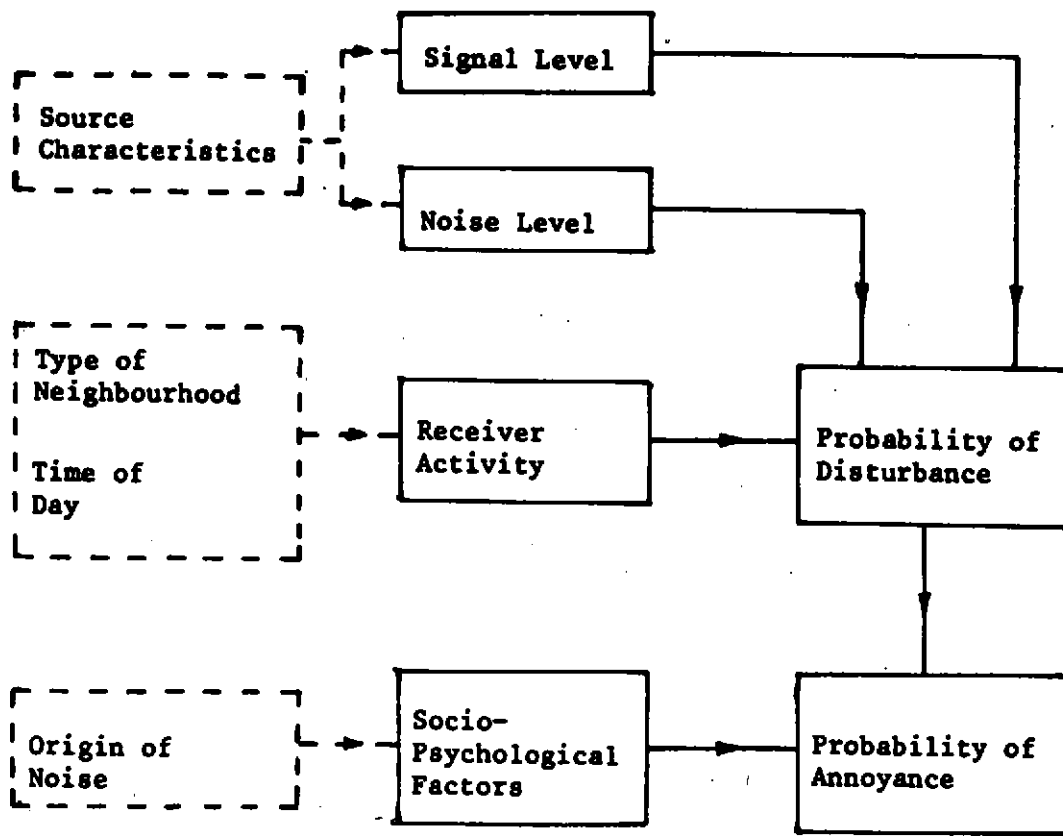 Signal Level
Source
Characteristics
Noise Level
Type of
Neighbourhood
Time of
Day
Receiver
Activity
Probability of
Disturbance
Origin of
Noise
Socio-
Psychological
Factors
Probability of
Annoyance